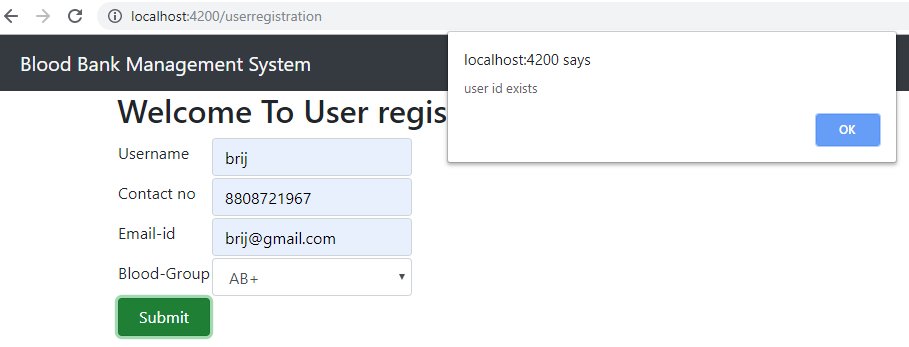 localhost:4200/userregistration
Blood Bank Management System
localhost:4200 says
user id exists
OK
Welcome To User regis
Username brij
Contact no 8808721967
Email-id brij@gmail.com
Blood-Group AB+
Submit